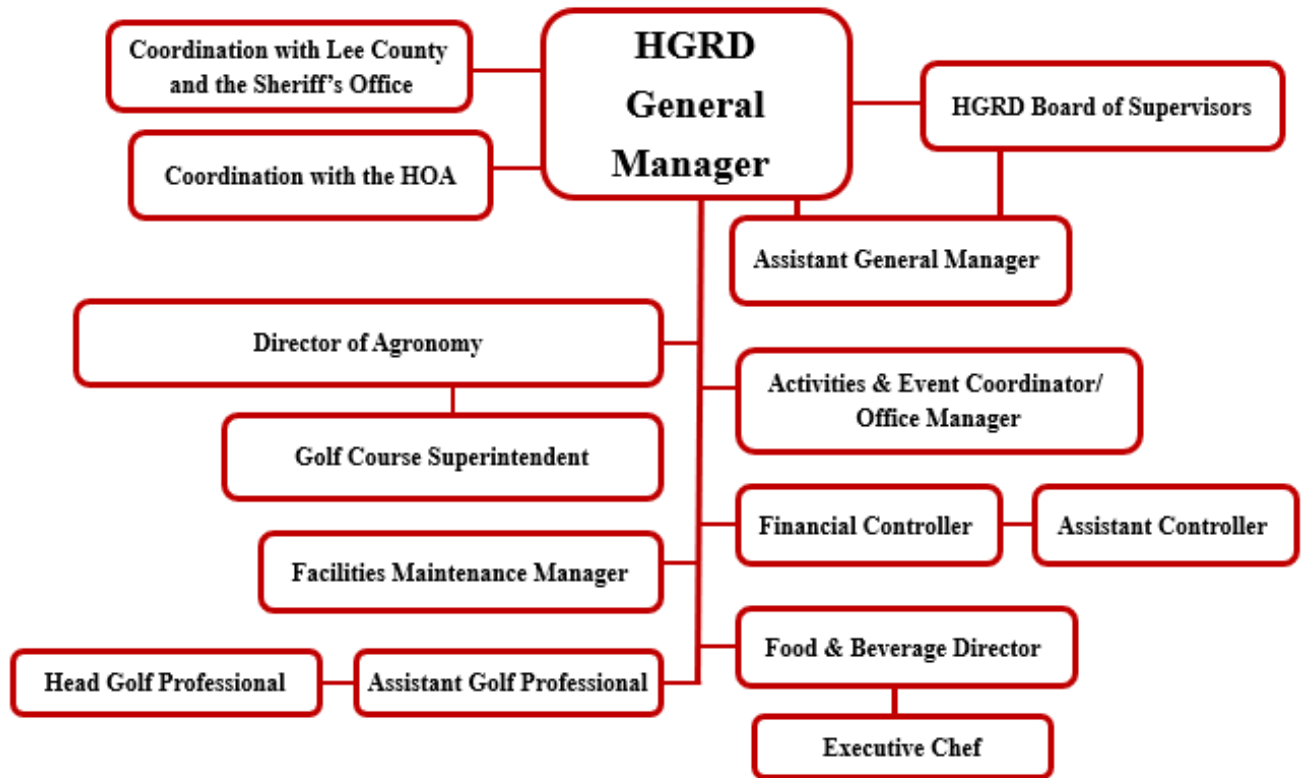 Coordination with Lee County
and the Sheriff's Office
HGRD
General
Manager
HGRD Board of Supervisors
Coordination with the HOA
Assistant General Manager
Director of Agronomy
Activities & Event Coordinator/
Office Manager
Golf Course Superintendent
Financial Controller
Assistant Controller
Facilities Maintenance Manager
Food & Beverage Director
Head Golf Professional
Assistant Golf Professional
Executive Chef